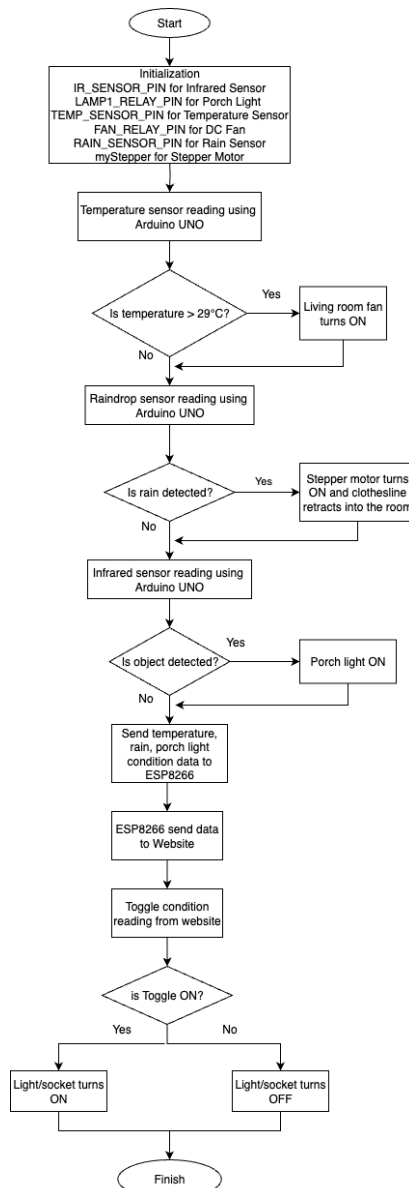 Start
Initialization
IR_SENSOR_PIN for Infrared Sensor
LAMP1_RELAY_PIN for Porch Light
TEMP_SENSOR_PIN for Temperature Sensor
FAN_RELAY_PIN for DC Fan
RAIN_SENSOR_PIN for Rain Sensor
myStepper for Stepper Motor
Temperature sensor reading using
Arduino UNO
Is temperature > 29°C?
Yes
Living room fan
turns ON
No
Raindrop sensor reading using
Arduino UNO
Is rain detected?
Yes
Stepper motor turns
ON and clothesline
retracts into the room
No
Infrared sensor reading using
Arduino UNO
Is object detected?
Yes
Porch light ON
No
Send temperature,
rain, porch light
condition data to
ESP8266
ESP8266 send data
to Website
Toggle condition
reading from website
is Toggle ON?
Yes
No
Light/socket turns
ON
Light/socket turns
OFF
Finish